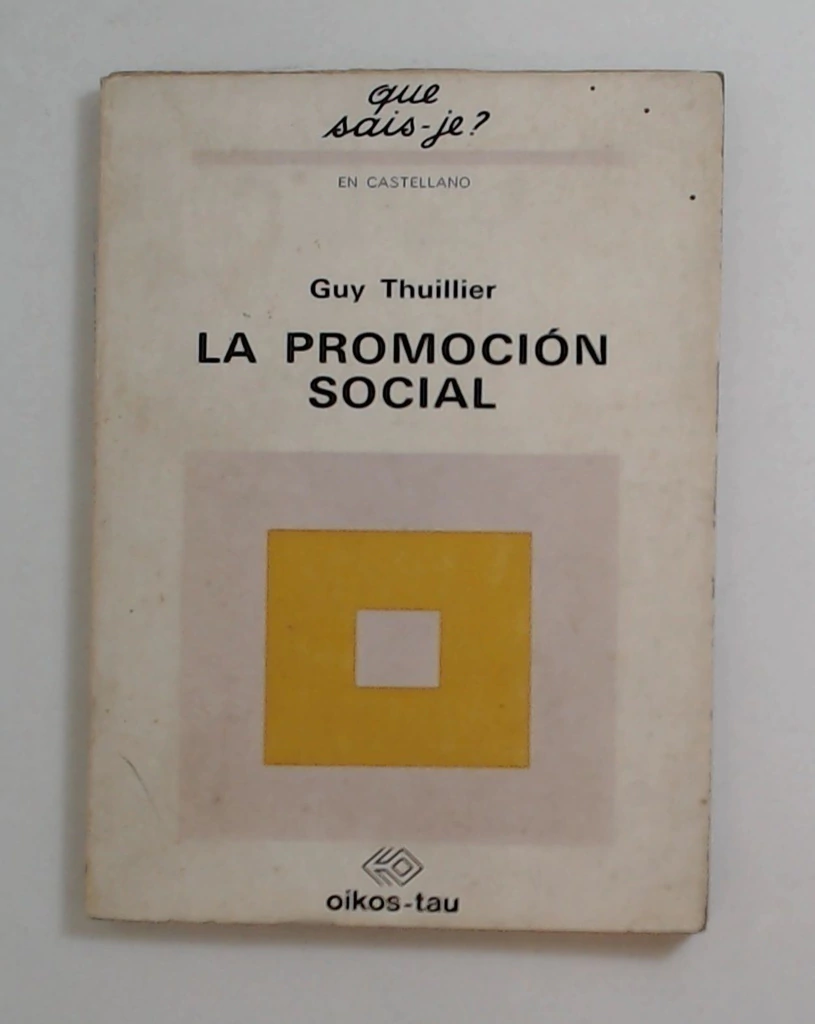 que
sais-je?
EN CASTELLANO
Guy Thuillier
LA PROMOCIÓN
SOCIAL
oikos-tau